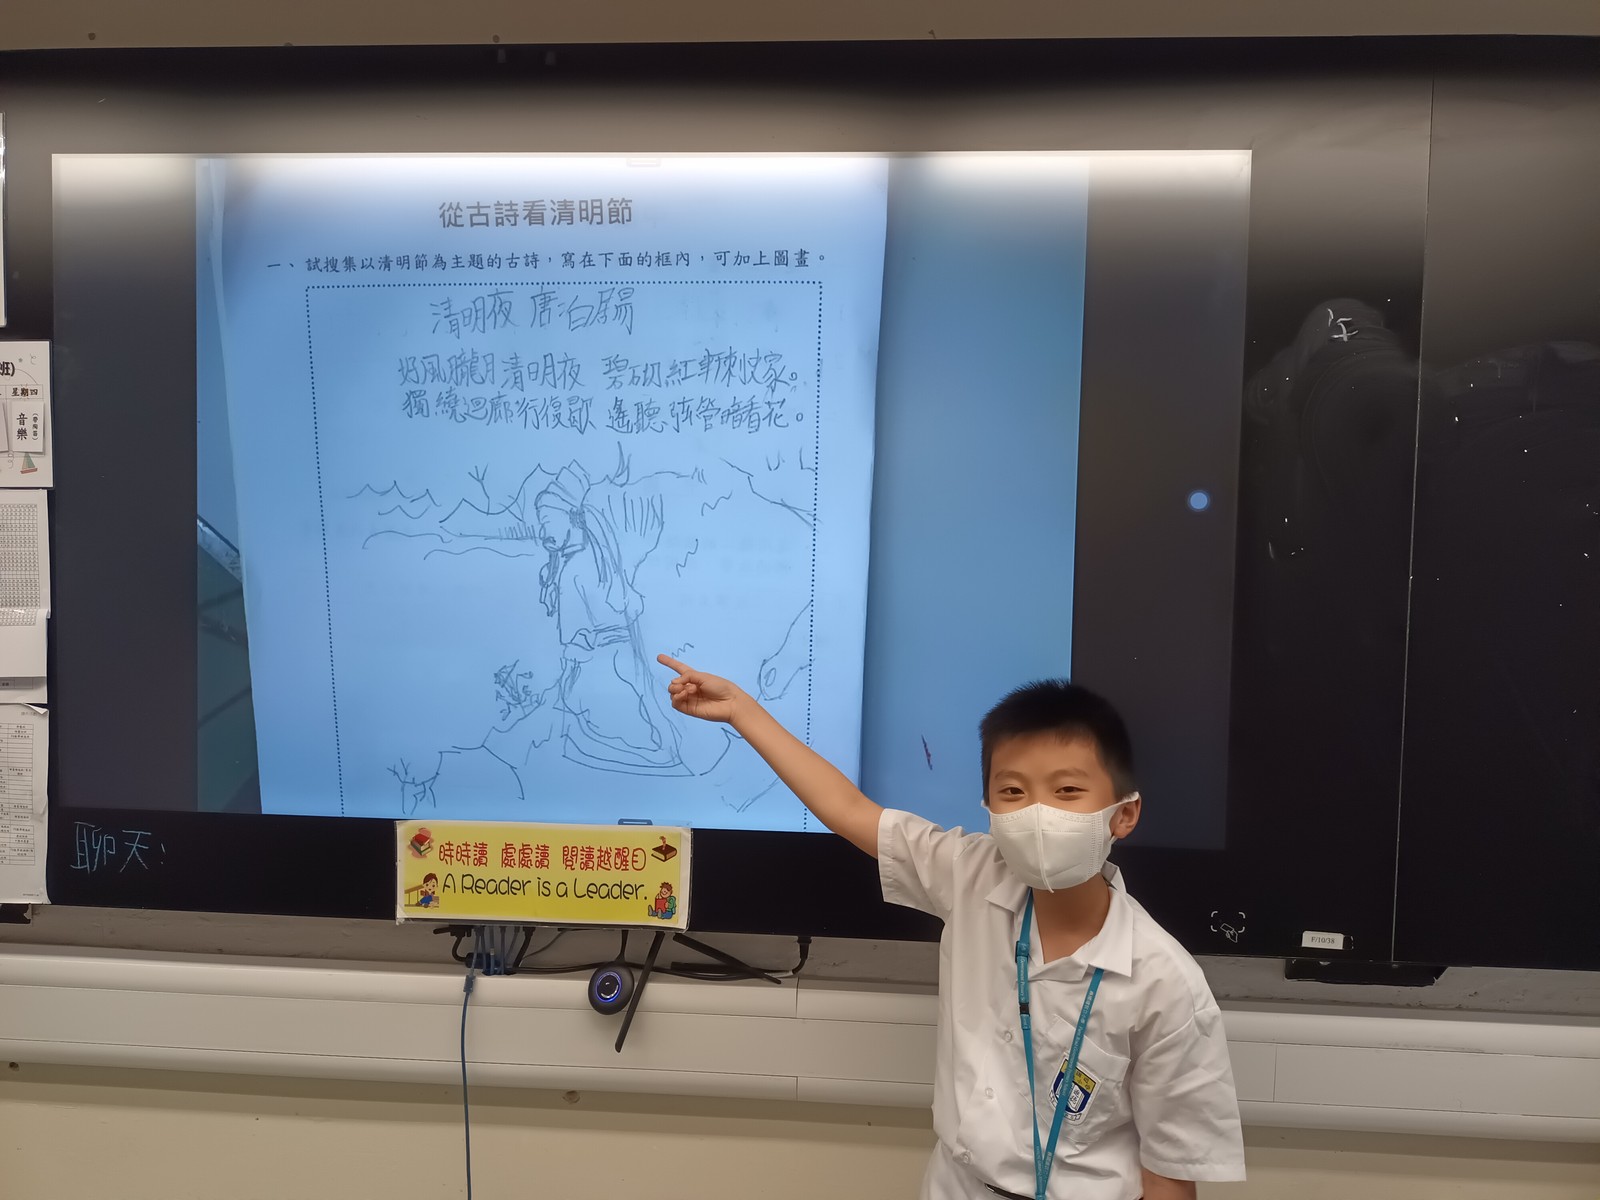 從古詩看清明節
一、試搜集以清明節為主題的古詩，寫在下面的框內，可加上圖畫。
清明夜 唐 白居易
好風朧月清明夜 碧砌紅軒刺史家。
獨繞迴廊行復歇 遙聽弦管暗看花。
班)
星期四
音樂
聊天:
時時讀 處處讀 閱讀越醒目
A Reader is a Leader.
F/10/38